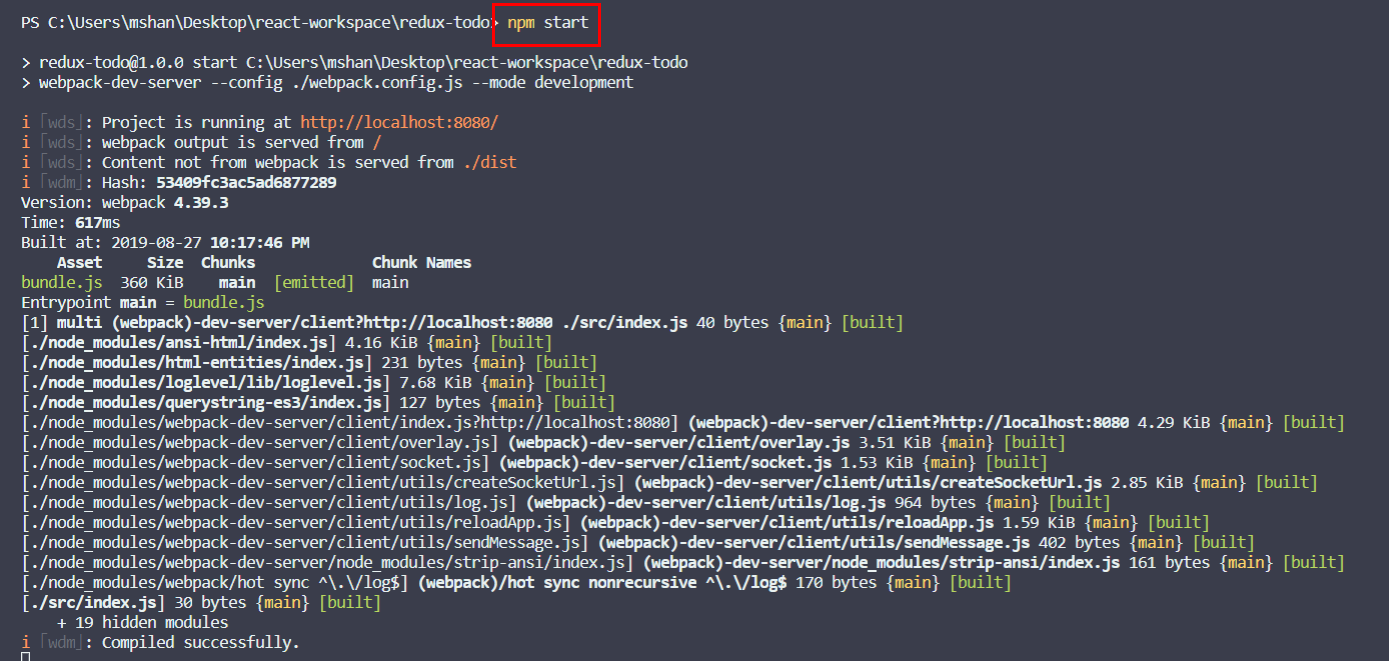 PS C:\Users\mshan\Desktop\react-workspace\redux-todo> npm start
> redux-todo@1.0.0 start C:\Users\mshan\Desktop\react-workspace\redux-todo
> webpack-dev-server --config ./webpack.config.js --mode development
i ｢wds｣: Project is running at http://localhost:8080/
i ｢wds｣: webpack output is served from /
i ｢wds｣: Content not from webpack is served from ./dist
i ｢wdm｣: Hash: 53409fc3ac5ad6877289
Version: webpack 4.39.3
Time: 617ms
Built at: 2019-08-27 10:17:46 PM
    Asset     Size  Chunks             Chunk Names
bundle.js  360 KiB    main  [emitted]  main
Entrypoint main = bundle.js
[1] multi (webpack)-dev-server/client?http://localhost:8080 ./src/index.js 40 bytes {main} [built]
[./node_modules/ansi-html/index.js] 4.16 KiB {main} [built]
[./node_modules/html-entities/index.js] 231 bytes {main} [built]
[./node_modules/loglevel/lib/loglevel.js] 7.68 KiB {main} [built]
[./node_modules/querystring-es3/index.js] 127 bytes {main} [built]
[./node_modules/webpack-dev-server/client/index.js?http://localhost:8080] (webpack)-dev-server/client?http://localhost:8080 4.29 KiB {main} [built]
[./node_modules/webpack-dev-server/client/overlay.js] (webpack)-dev-server/client/overlay.js 3.51 KiB {main} [built]
[./node_modules/webpack-dev-server/client/socket.js] (webpack)-dev-server/client/socket.js 1.53 KiB {main} [built]
[./node_modules/webpack-dev-server/client/utils/createSocketUrl.js] (webpack)-dev-server/client/utils/createSocketUrl.js 2.85 KiB {main} [built]
[./node_modules/webpack-dev-server/client/utils/log.js] (webpack)-dev-server/client/utils/log.js 964 bytes {main} [built]
[./node_modules/webpack-dev-server/client/utils/reloadApp.js] (webpack)-dev-server/client/utils/reloadApp.js 1.59 KiB {main} [built]
[./node_modules/webpack-dev-server/client/utils/sendMessage.js] (webpack)-dev-server/client/utils/sendMessage.js 402 bytes {main} [built]
[./node_modules/webpack-dev-server/node_modules/strip-ansi/index.js] (webpack)-dev-server/node_modules/strip-ansi/index.js 161 bytes {main} [built]
[./node_modules/webpack/hot sync ^\.\/log$] (webpack)/hot sync nonrecursive ^\.\/log$ 170 bytes {main} [built]
[./src/index.js] 30 bytes {main} [built]
    + 19 hidden modules
i ｢wdm｣: Compiled successfully.